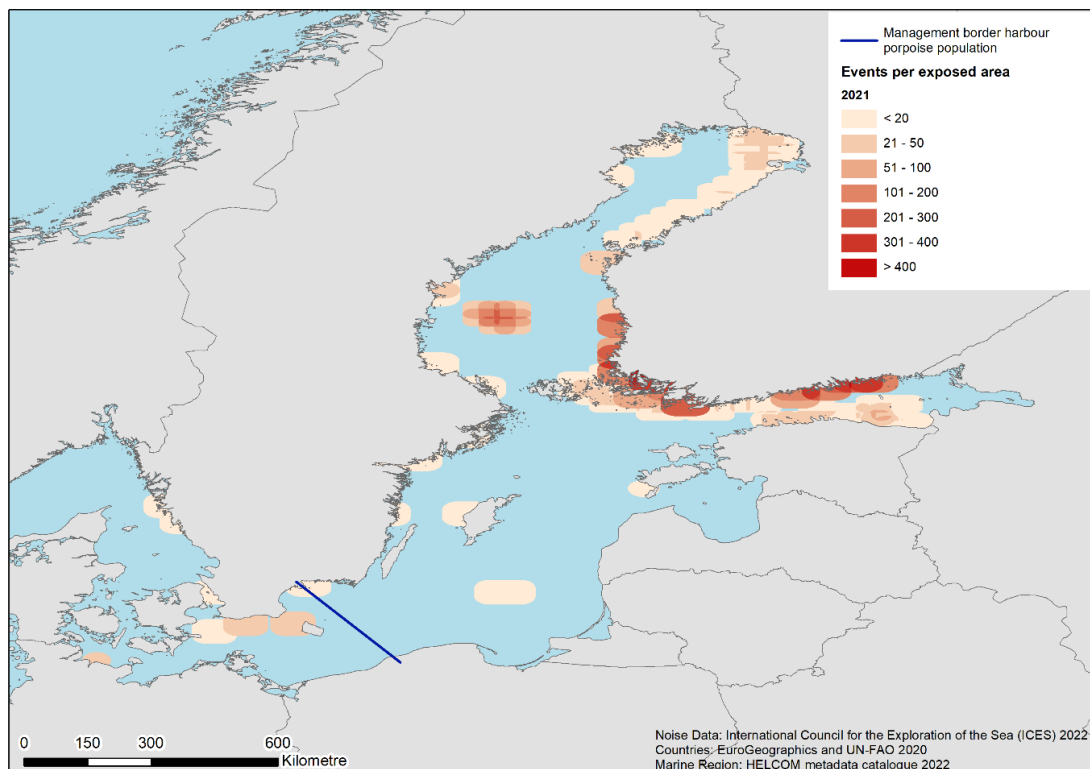 Management border harbour
porpoise population
Events per exposed area
2021
< 20
21 - 50
51 - 100
101 - 200
201 - 300
301 - 400
> 400
0 150 300 600
Kilometre
Noise Data: International Council for the Exploration of the Sea (ICES) 2022
Countries: EuroGeographics and UN-FAO 2020
Marine Region: HELCOM metadata catalogue 2022